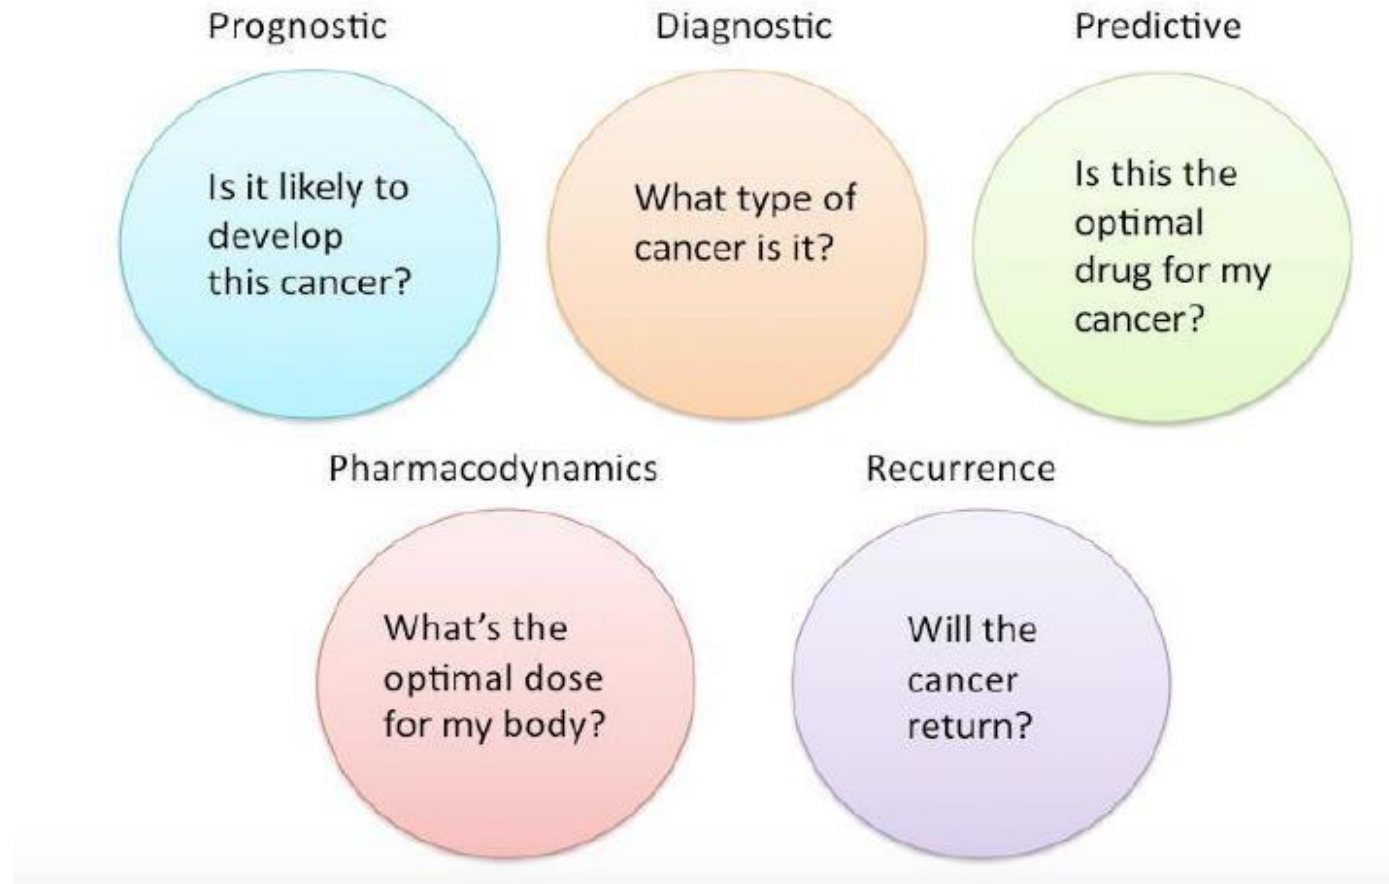 Prognostic
Diagnostic
Predictive
Is it likely to
develop
this cancer?
What type of
cancer is it?
Is this the
optimal
drug for my
cancer?
Pharmacodynamics
Recurrence
What's the
optimal dose
for my body?
Will the
cancer
return?